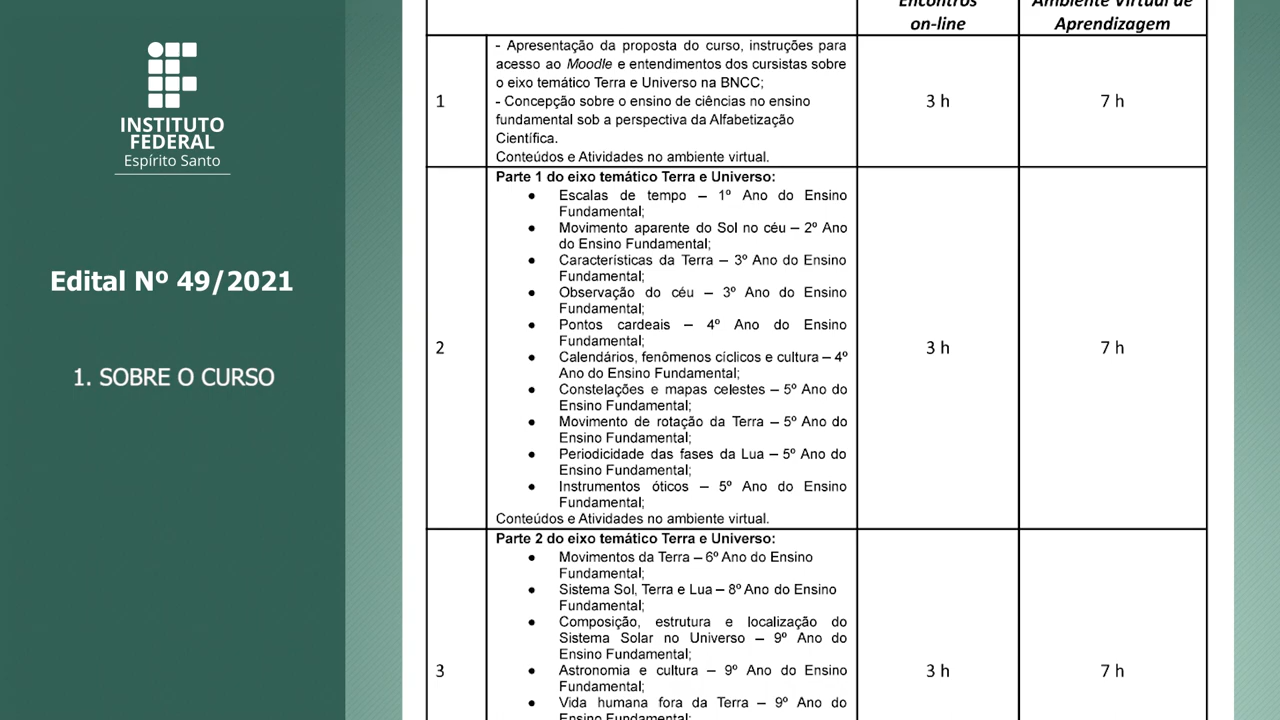 INSTITUTO
FEDERAL
Espírito Santo
Edital Nº 49/2021
1. SOBRE O CURSO
Encontros
on-line
Ambiente Virtual de
Aprendizagem
1
- Apresentação da proposta do curso, instruções para
acesso ao Moodle e entendimentos dos cursistas sobre
o eixo temático Terra e Universo na BNCC;
- Concepção sobre o ensino de ciências no ensino
fundamental sob a perspectiva da Alfabetização
Científica.
Conteúdos e Atividades no ambiente virtual.
3 h
7 h
2
Parte 1 do eixo temático Terra e Universo:
● Escalas de tempo – 1º Ano do Ensino
Fundamental;
● Movimento aparente do Sol no céu – 2º Ano
do Ensino Fundamental;
● Características da Terra – 3º Ano do Ensino
Fundamental;
● Observação do céu – 3º Ano do Ensino
Fundamental;
● Pontos cardeais – 4º Ano do Ensino
Fundamental;
● Calendários, fenômenos cíclicos e cultura – 4º
Ano do Ensino Fundamental;
● Constelações e mapas celestes – 5º Ano do
Ensino Fundamental;
● Movimento de rotação da Terra – 5º Ano do
Ensino Fundamental;
● Periodicidade das fases da Lua – 5º Ano do
Ensino Fundamental;
● Instrumentos óticos – 5º Ano do Ensino
Fundamental;
Conteúdos e Atividades no ambiente virtual.
3 h
7 h
3
Parte 2 do eixo temático Terra e Universo:
● Movimentos da Terra – 6º Ano do Ensino
Fundamental;
● Sistema Sol, Terra e Lua – 8º Ano do Ensino
Fundamental;
● Composição, estrutura e localização do
Sistema Solar no Universo – 9º Ano do
Ensino Fundamental;
● Astronomia e cultura – 9º Ano do Ensino
Fundamental;
● Vida humana fora da Terra – 9º Ano do
Ensino Fundamental;
3 h
7 h